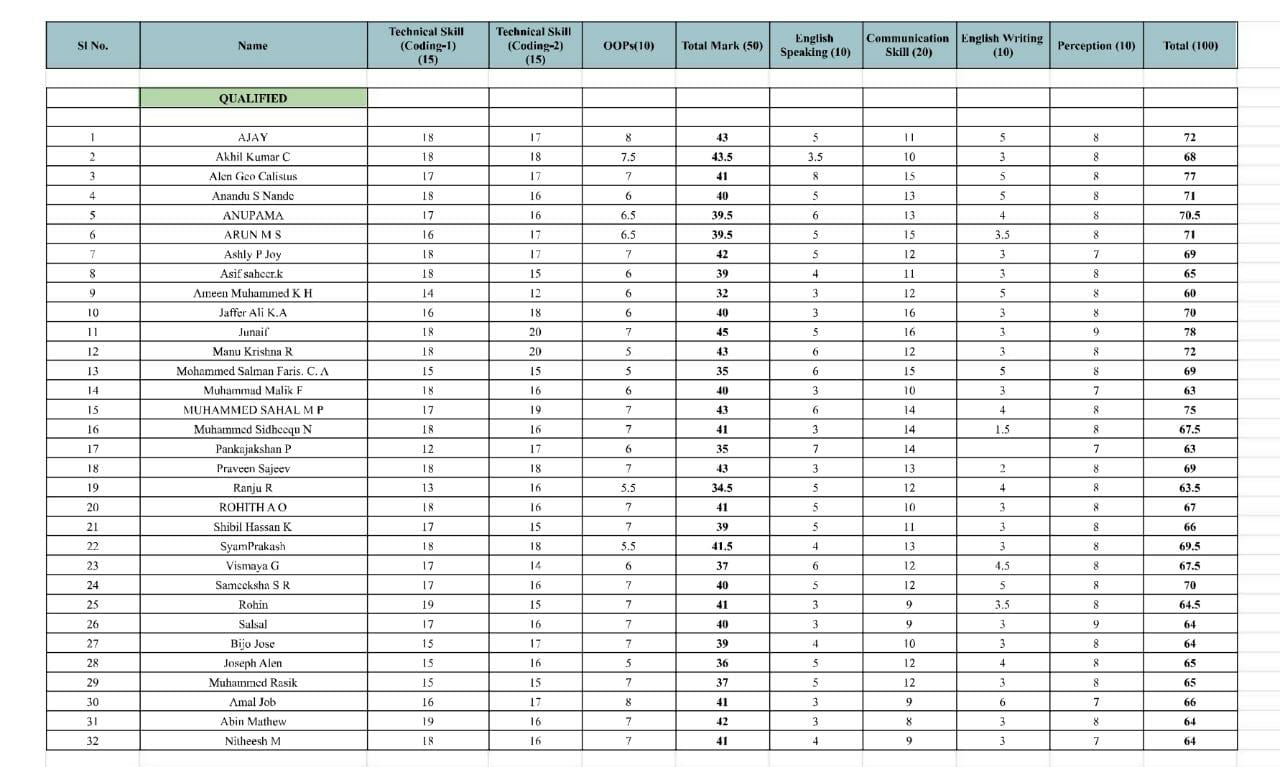 Sl No. Name Technical Skill (Coding-1) (15) Technical Skill (Coding-2) (15) OOPs(10) Total Mark (50) English Speaking (10) Communication Skill (20) English Writing (10) Perception (10) Total (100)
QUALIFIED
1 AJAY 18 17 8 43 5 11 5 8 72
2 Akhil Kumar C 18 18 7.5 43.5 3.5 10 3 8 68
3 Alen Geo Calistus 17 17 7 41 8 15 5 8 77
4 Anandu S Nande 18 16 6 40 5 13 5 8 71
5 ANUPAMA 17 16 6.5 39.5 6 13 4 8 70.5
6 ARUN M S 16 17 6.5 39.5 5 15 3.5 8 71
7 Ashly P Joy 18 17 7 42 5 12 3 7 69
8 Asif saheer.k 18 15 6 39 4 11 3 8 65
9 Ameen Muhammed K H 14 12 6 32 3 12 5 8 60
10 Jaffer Ali K.A 16 18 6 40 3 16 3 8 70
11 Junaif 18 20 7 45 5 16 3 9 78
12 Manu Krishna R 18 20 5 43 6 12 3 8 72
13 Mohammed Salman Faris. C. A 15 15 5 35 6 15 5 8 69
14 Muhammad Malik F 18 16 6 40 3 10 3 7 63
15 MUHAMMED SAHAL M P 17 19 7 43 6 14 4 8 75
16 Muhammed Sidheequ N 18 16 7 41 3 14 1.5 8 67.5
17 Pankajakshan P 12 17 6 35 7 14 7 63
18 Praveen Sajeev 18 18 7 43 3 13 2 8 69
19 Ranju R 13 16 5.5 34.5 5 12 4 8 63.5
20 ROHITH A O 18 16 7 41 5 10 3 8 67
21 Shibil Hassan K 17 15 7 39 5 11 3 8 66
22 SyamPrakash 18 18 5.5 41.5 4 13 3 8 69.5
23 Vismaya G 17 14 6 37 6 12 4.5 8 67.5
24 Sameeksha S R 17 16 7 40 5 12 5 8 70
25 Rohin 19 15 7 41 3 9 3.5 8 64.5
26 Salsal 17 16 7 40 3 9 3 9 64
27 Bijo Jose 15 17 7 39 4 10 3 8 64
28 Joseph Alen 15 16 5 36 5 12 4 8 65
29 Muhammed Rasik 15 15 7 37 5 12 3 8 65
30 Amal Job 16 17 8 41 3 9 6 7 66
31 Abin Mathew 19 16 7 42 3 8 3 8 64
32 Nitheesh M 18 16 7 41 4 9 3 7 64